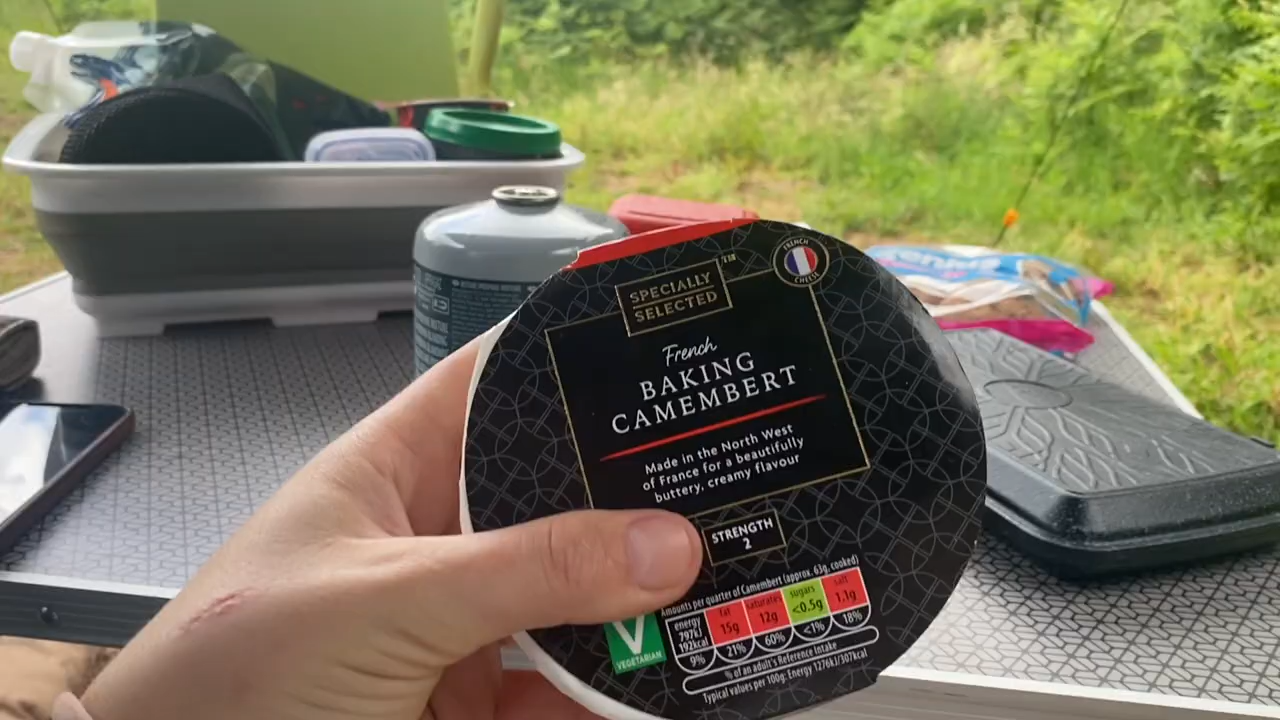 FRENCH
CHEESE
SPECIALLY
SELECTED
French
BAKING
CAMEMBERT
Made in the North West
of France for a beautifully
buttery, creamy flavour
STRENGTH
2
Amounts per quarter of Camembert (approx. 63g, cooked)
energy fat saturates sugars salt
797kJ
192kcal 15g 12g <0.5g 1.1g
9% 21% 60% <1% 18%
% of an adult's Reference Intake
Typical values per 100g: Energy 1276kJ/307kcal
V
VEGETARIAN